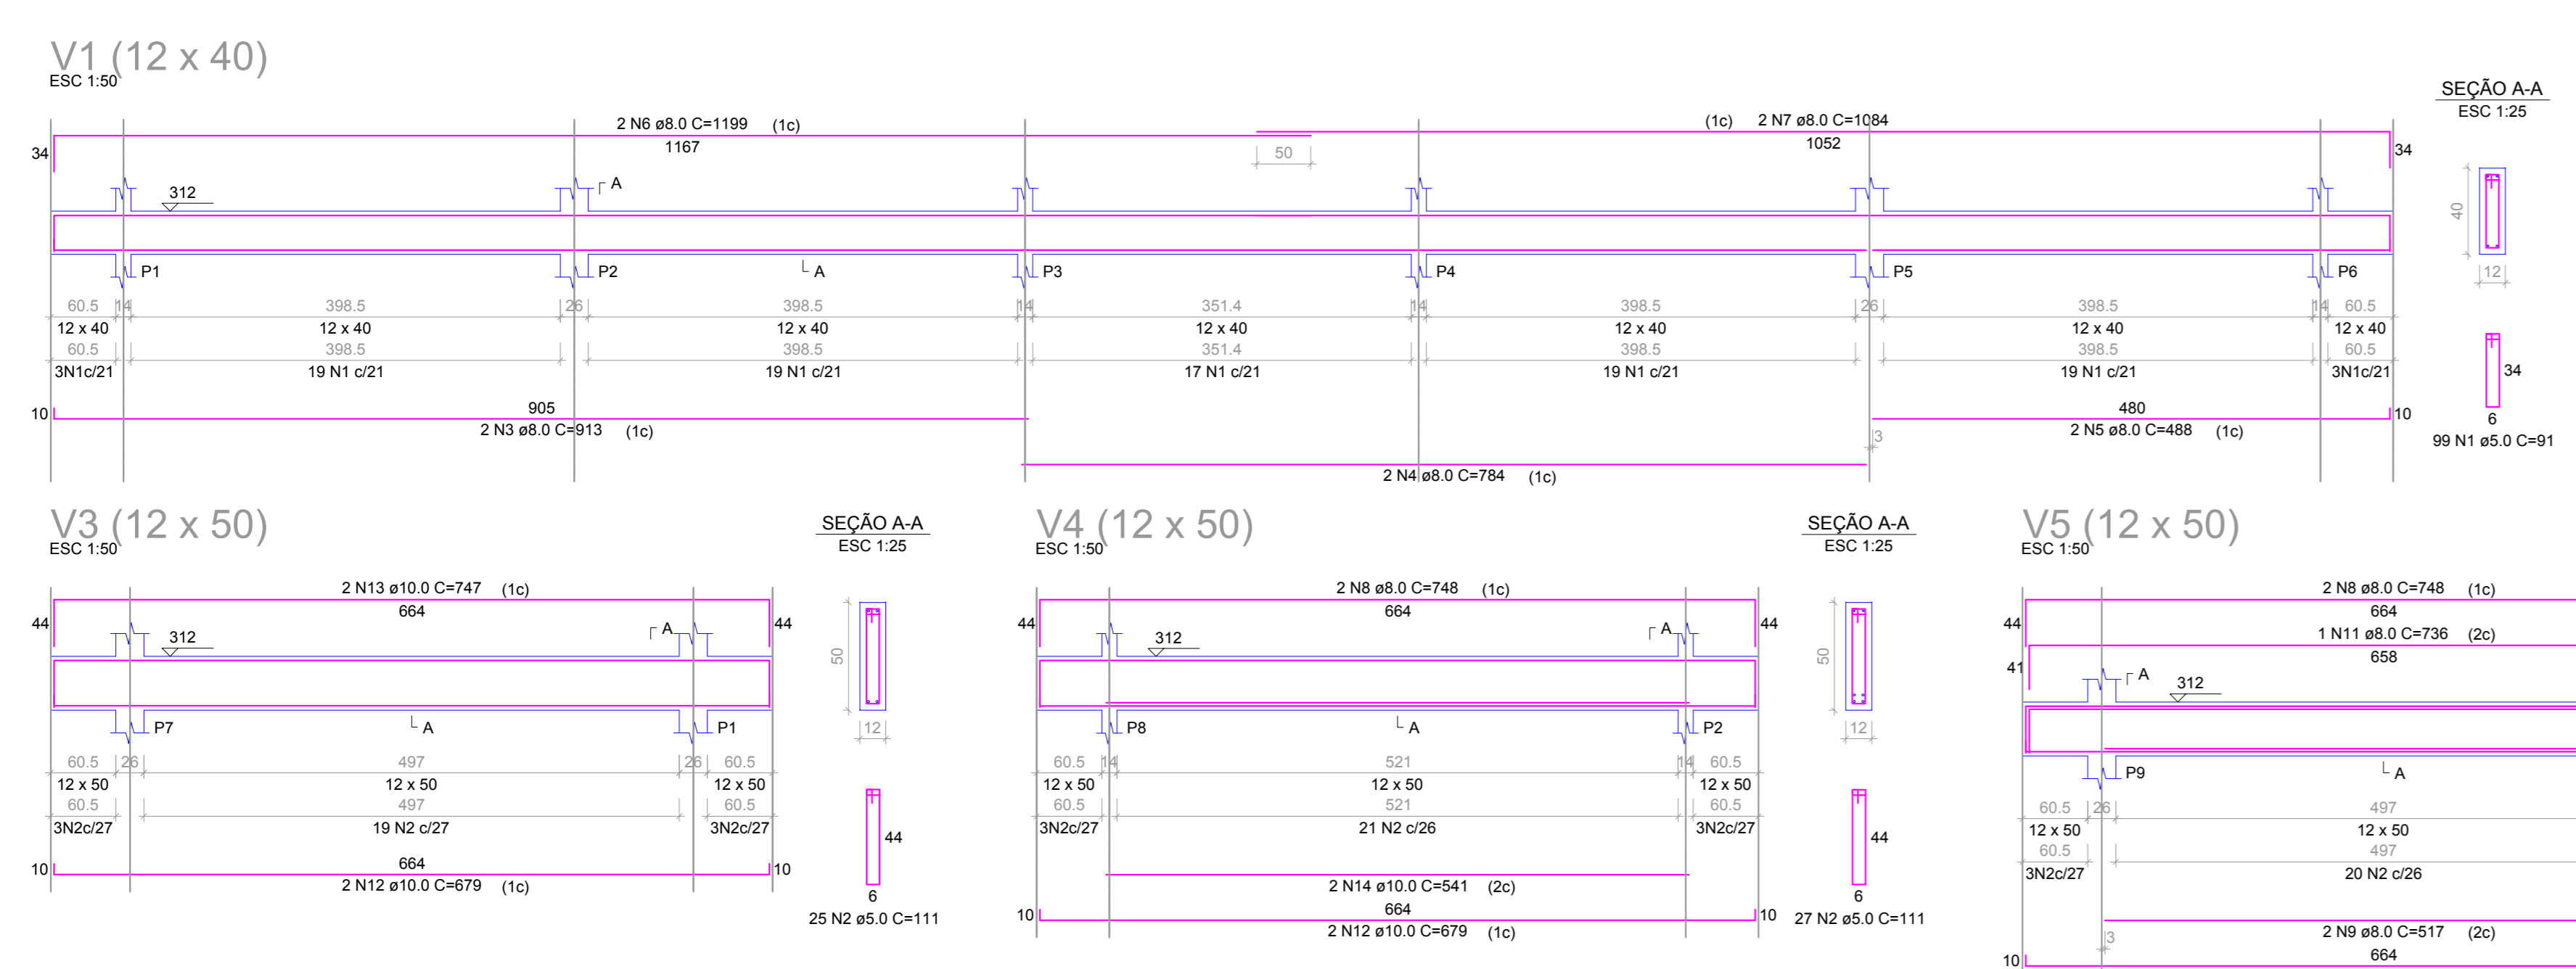 V1 (12 x 40)
ESC 1:50
SEÇÃO A-A
ESC 1:25
2 N6 ø8.0 C=1199 (1c)
(1c) 2 N7 ø8.0 C=1084
1167
1052
34
50
34
A
312
40
P1
P2
A
P3
P4
P5
P6
12
60.5 14 398.5 26 398.5 14 351.4 14 398.5 26 398.5 14 60.5
12 x 40 12 x 40 12 x 40 12 x 40 12 x 40 12 x 40 12 x 40
60.5 398.5 398.5 351.4 398.5 398.5 60.5
3N1c/21 19 N1 c/21 19 N1 c/21 17 N1 c/21 19 N1 c/21 19 N1 c/21 3N1c/21
34
10
905
480
10
6
2 N3 ø8.0 C=913 (1c)
3
2 N5 ø8.0 C=488 (1c)
99 N1 ø5.0 C=91
2 N4 ø8.0 C=784 (1c)
V3 (12 x 50)
ESC 1:50
SEÇÃO A-A
ESC 1:25
2 N13 ø10.0 C=747 (1c)
664
44
44
A
312
50
P7
A
P1
12
60.5 26 497 26 60.5
12 x 50 12 x 50 12 x 50
60.5 497 60.5
3N2c/27 19 N2 c/27 3N2c/27
44
10
664
10
2 N12 ø10.0 C=679 (1c)
6
25 N2 ø5.0 C=111
V4 (12 x 50)
ESC 1:50
SEÇÃO A-A
ESC 1:25
2 N8 ø8.0 C=748 (1c)
664
44
44
A
312
50
P8
A
P2
12
60.5 14 521 14 60.5
12 x 50 12 x 50 12 x 50
60.5 521 60.5
3N2c/27 21 N2 c/26 3N2c/27
44
2 N14 ø10.0 C=541 (2c)
6
10
664
10
27 N2 ø5.0 C=111
2 N12 ø10.0 C=679 (1c)
V5 (12 x 50)
ESC 1:50
2 N8 ø8.0 C=748 (1c)
664
44
1 N11 ø8.0 C=736 (2c)
658
41
A
312
P9
A
60.5 26 497
12 x 50 12 x 50
60.5 497
3N2c/27 20 N2 c/26
2 N9 ø8.0 C=517 (2c)
3
664
10